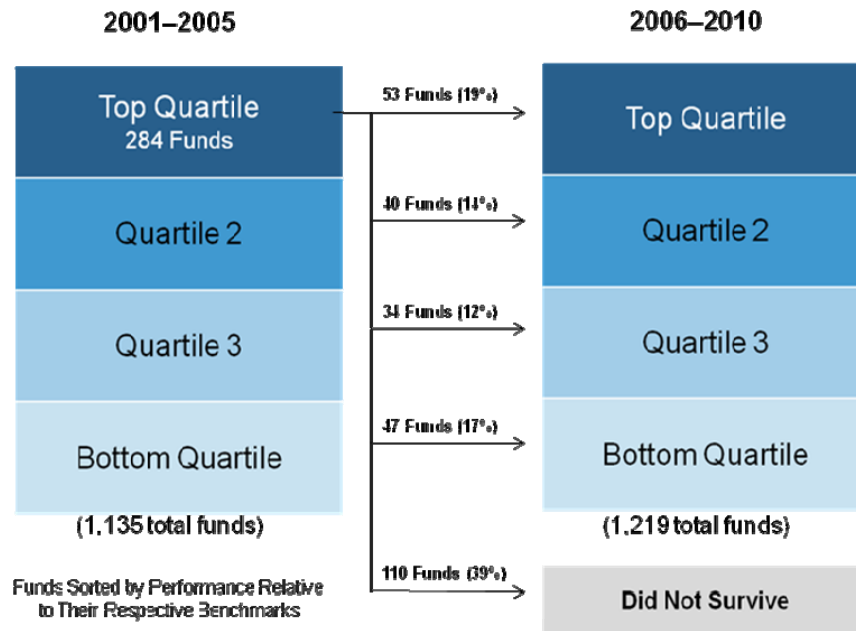 2001–2005
2006–2010
Top Quartile
284 Funds
Quartile 2
Quartile 3
Bottom Quartile
(1,135 total funds)
Funds Sorted by Performance Relative
to Their Respective Benchmarks
53 Funds (19%)
40 Funds (14%)
34 Funds (12%)
47 Funds (17%)
110 Funds (39%)
Top Quartile
Quartile 2
Quartile 3
Bottom Quartile
(1,219 total funds)
Did Not Survive